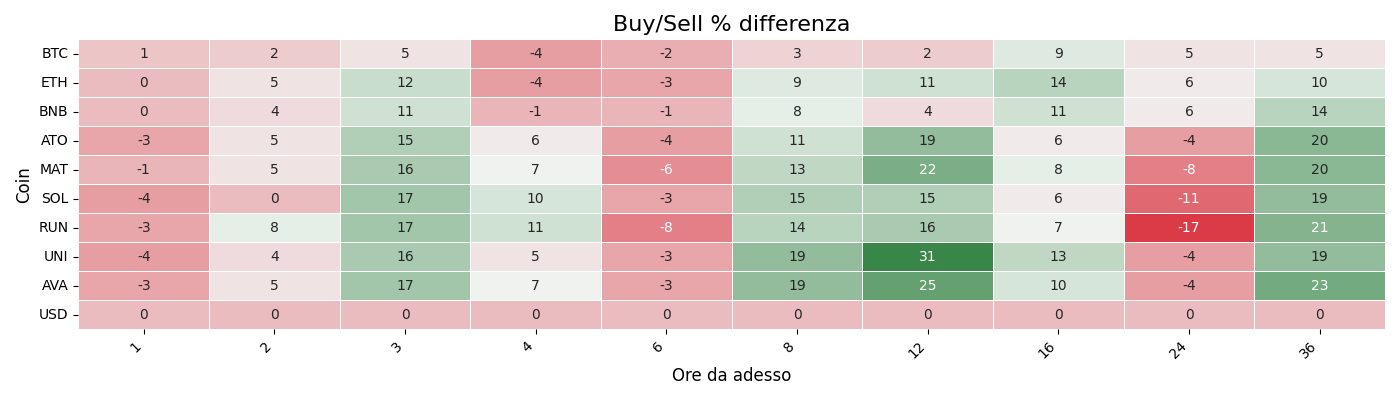 Buy/Sell % differenza
Coin
BTC 1 2 5 -4 -2 3 2 9 5 5
ETH 0 5 12 -4 -3 9 11 14 6 10
BNB 0 4 11 -1 -1 8 4 11 6 14
ATO -3 5 15 6 -4 11 19 6 -4 20
MAT -1 5 16 7 -6 13 22 8 -8 20
SOL -4 0 17 10 -3 15 15 6 -11 19
RUN -3 8 17 11 -8 14 16 7 -17 21
UNI -4 4 16 5 -3 19 31 13 -4 19
AVA -3 5 17 7 -3 19 25 10 -4 23
USD 0 0 0 0 0 0 0 0 0 0
1 2 3 4 6 8 12 16 24 36
Ore da adesso